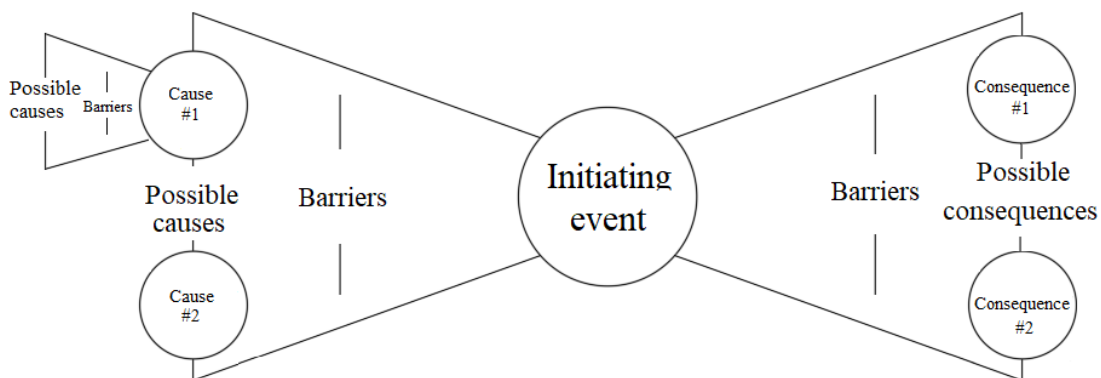 Possible
causes
Barriers
Cause
#1
Possible
causes
Cause
#2
Barriers
Initiating
event
Barriers
Consequence
#1
Possible
consequences
Consequence
#2